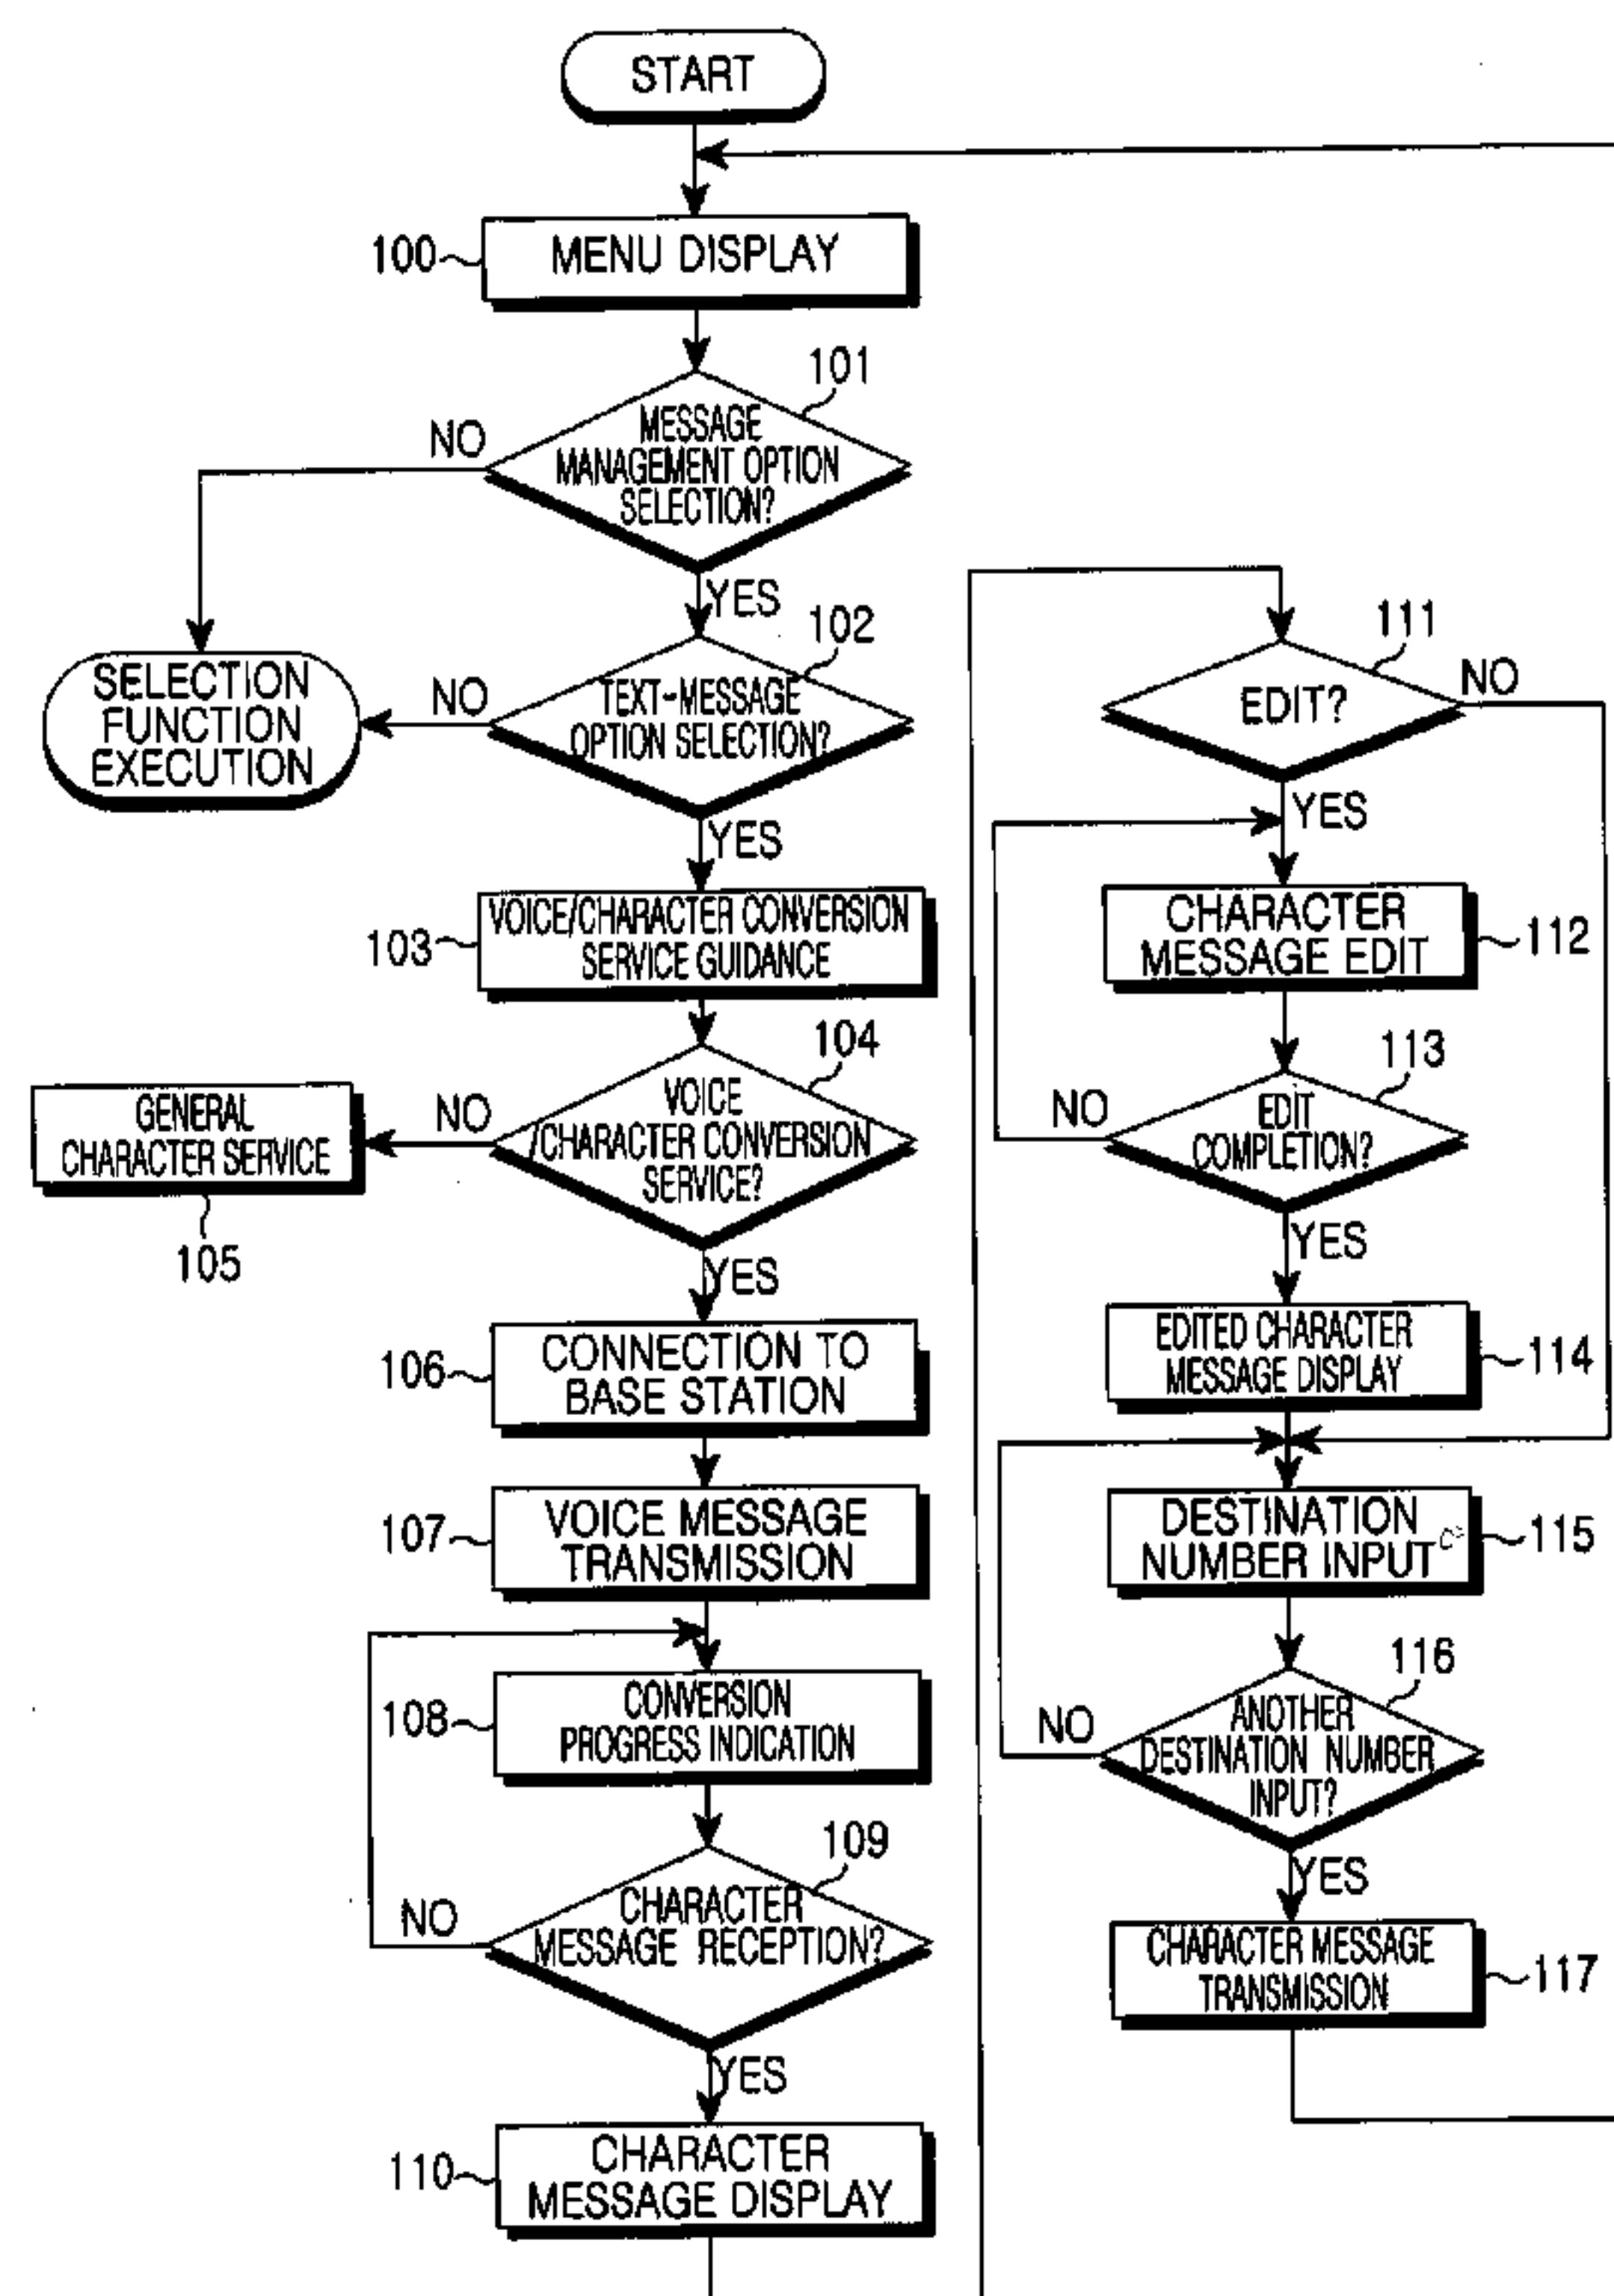 START
100
MENU DISPLAY
101
MESSAGE
MANAGEMENT OPTION
SELECTION?
NO
YES
102
TEXT-MESSAGE
OPTION SELECTION?
NO
SELECTION
FUNCTION
EXECUTION
YES
103
VOICE/CHARACTER CONVERSION
SERVICE GUIDANCE
104
VOICE
/CHARACTER CONVERSION
SERVICE?
NO
GENERAL
CHARACTER SERVICE
105
YES
106
CONNECTION TO
BASE STATION
107
VOICE MESSAGE
TRANSMISSION
108
CONVERSION
PROGRESS INDICATION
109
CHARACTER
MESSAGE RECEPTION?
NO
YES
110
CHARACTER
MESSAGE DISPLAY
111
EDIT?
NO
YES
CHARACTER
MESSAGE EDIT
112
113
EDIT
COMPLETION?
NO
YES
EDITED CHARACTER
MESSAGE DISPLAY
114
DESTINATION
NUMBER INPUT
115
116
ANOTHER
DESTINATION NUMBER
INPUT?
NO
YES
CHARACTER MESSAGE
TRANSMISSION
117